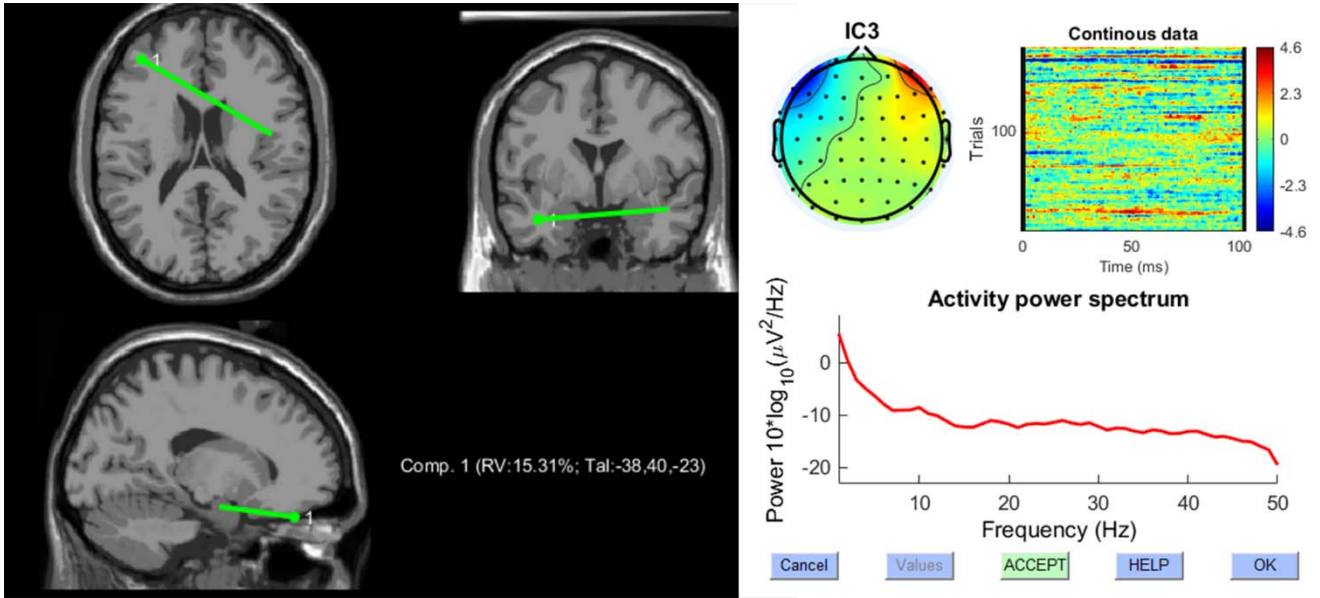 1
1
1
Comp. 1 (RV:15.31%; Tal:-38,40,-23)
IC3
Continous data
Trials
100
0
50
100
Time (ms)
4.6
2.3
0
-2.3
-4.6
Activity power spectrum
Power 10*log10(μV2/Hz)
0
-10
-20
10
20
30
40
50
Frequency (Hz)
Cancel
Values
ACCEPT
HELP
OK